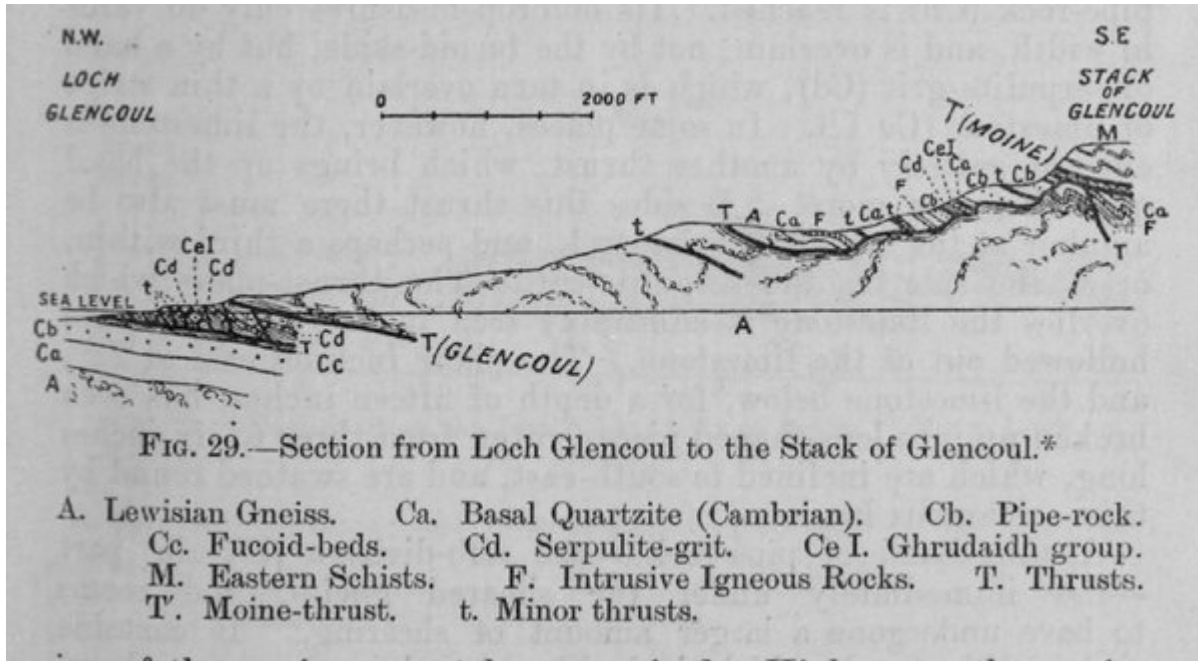 N.W.
S.E
LOCH
GLENCOUL
STACK
OF
GLENCOUL
0 2000 FT
T (MOINE)
M
CeI
Cd Ca
F Cb t Cb
T A Ca F t Ca t
Cb
t
Ca
F
T
CeI
Cd Cd
t
SEA LEVEL
Cb
Cd
T
Cc
T (GLENCOUL)
Ca
A
A
FIG. 29.—Section from Loch Glencoul to the Stack of Glencoul.*
A. Lewisian Gneiss. Ca. Basal Quartzite (Cambrian). Cb. Pipe-rock.
Cc. Fucoid-beds. Cd. Serpulite-grit. Ce I. Ghrudaidh group.
M. Eastern Schists. F. Intrusive Igneous Rocks. T. Thrusts.
T'. Moine-thrust. t. Minor thrusts.